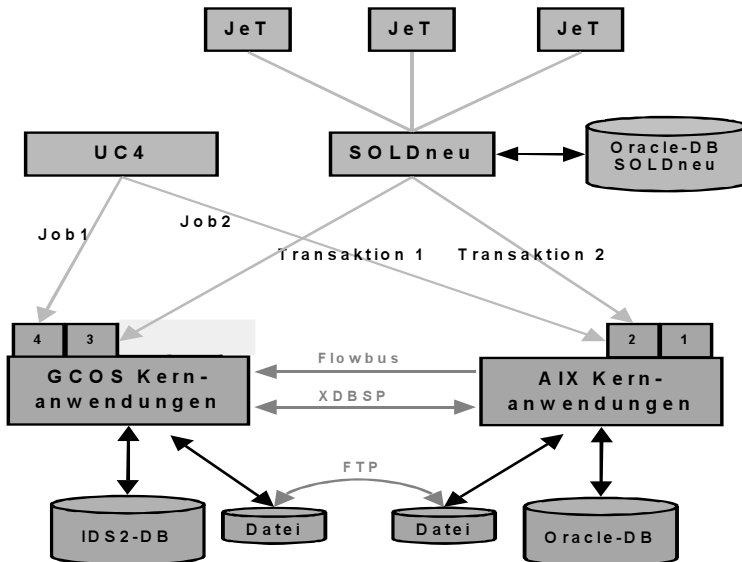 JeT
JeT
JeT
UC4
SOLDneu
Oracle-DB
SOLDneu
Job1
Job2
Transaktion 1
Transaktion 2
4
3
2
1
GCOS Kern-
anwendungen
Flowbus
XDBSP
AIX Kern-
anwendungen
FTP
IDS2-DB
Datei
Datei
Oracle-DB